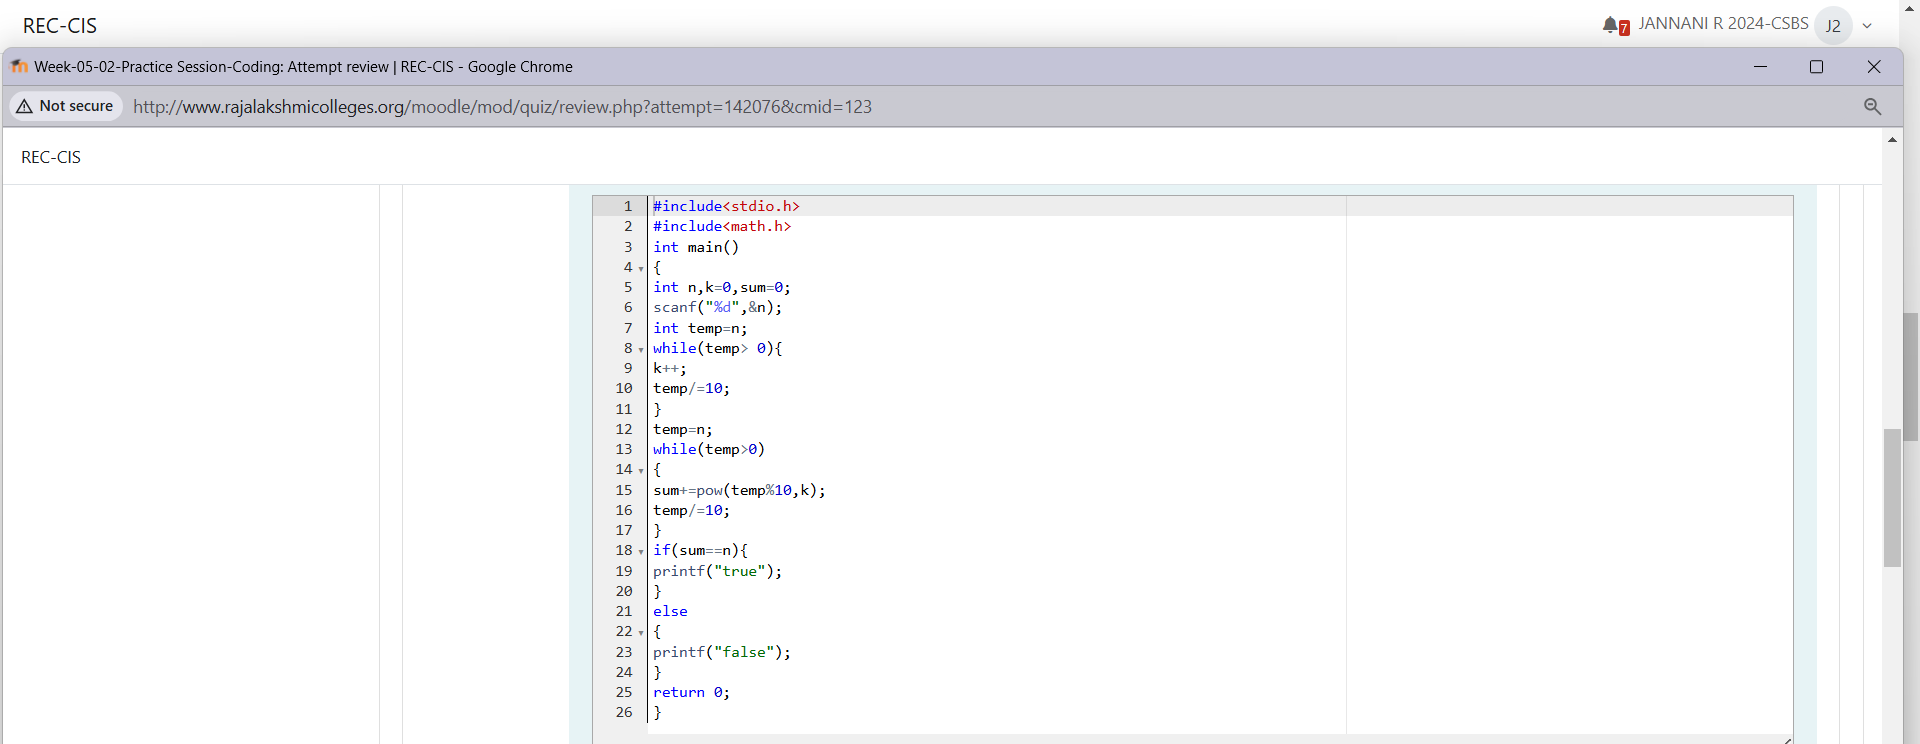 REC-CIS
7 JANNANI R 2024-CSBS J2
Week-05-02-Practice Session-Coding: Attempt review | REC-CIS - Google Chrome
Not secure http://www.rajalakshmicolleges.org/moodle/mod/quiz/review.php?attempt=142076&cmid=123
REC-CIS
1 #include<stdio.h>
2 #include<math.h>
3 int main()
4 {
5 int n,k=0,sum=0;
6 scanf("%d",&n);
7 int temp=n;
8 while(temp> 0){
9 k++;
10 temp/=10;
11 }
12 temp=n;
13 while(temp>0)
14 {
15 sum+=pow(temp%10,k);
16 temp/=10;
17 }
18 if(sum==n){
19 printf("true");
20 }
21 else
22 {
23 printf("false");
24 }
25 return 0;
26 }